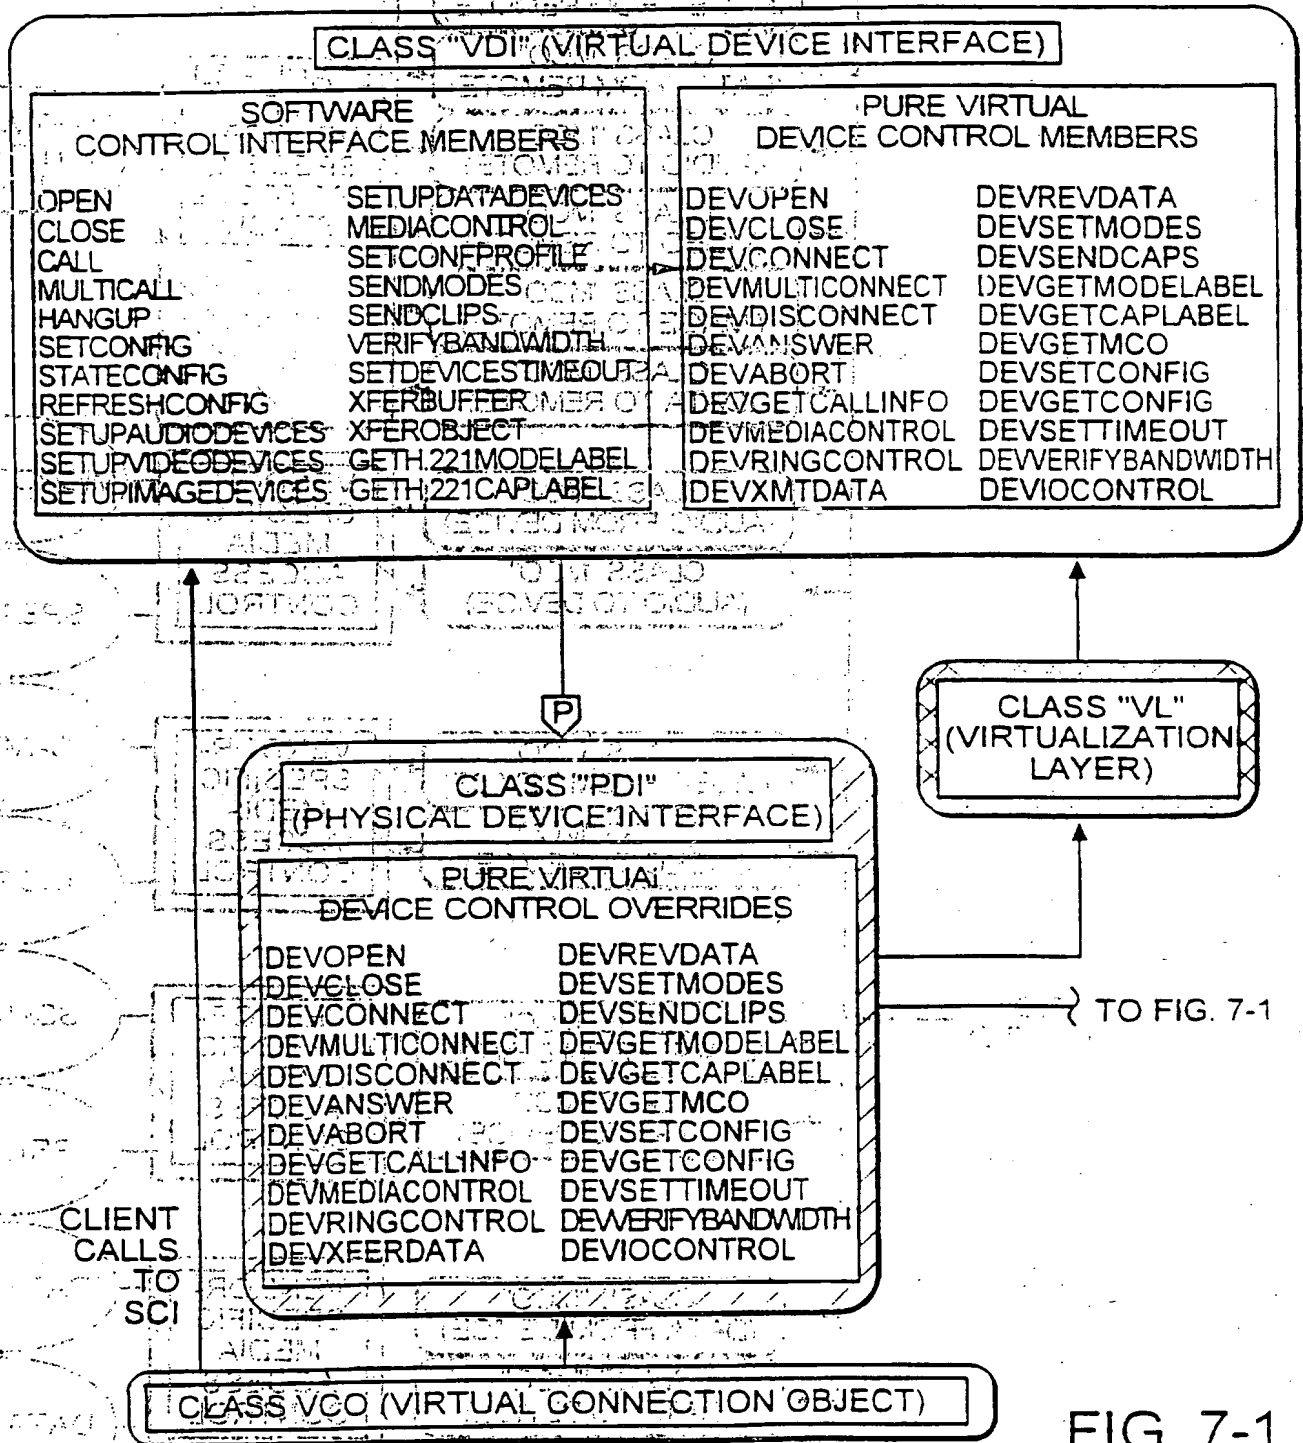 CLASS "VDI" (VIRTUAL DEVICE INTERFACE)
SOFTWARE
CONTROL INTERFACE MEMBERS
OPEN
CLOSE
CALL
MULTICALL
HANGUP
SETCONFIG
STATECONFIG
REFRESHCONFIG
SETUPAUDIODEVICES
SETUPVIDEODEVICES
SETUPIMAGEDEVICES
SETUPDATADEVICES
MEDIACONTROL
SETCONFPROFILE
SENDMODES
SENDCLIPS
VERIFYBANDWIDTH
SETDEVICESTIMEOUT
XFERBUFFER
XFEROBJECT
GETH.221MODELABEL
GETH.221CAPLABEL
PURE VIRTUAL
DEVICE CONTROL MEMBERS
DEVOPEN
DEVCLOSE
DEVCONNECT
DEVMULTICONNECT
DEVDISCONNECT
DEVANSWER
DEVABORT
DEVGETCALLINFO
DEVMEDIACONTROL
DEVRINGCONTROL
DEVXMTDATA
DEVREVDATA
DEVSETMODES
DEVSENDCAPS
DEVGETMODELABEL
DEVGETCAPLABEL
DEVGETMCO
DEVSETCONFIG
DEVGETCONFIG
DEVSETTIMEOUT
DEVVERIFYBANDWIDTH
DEVIOCONTROL
P
CLASS "VL"
(VIRTUALIZATION
LAYER)
CLASS "PDI"
(PHYSICAL DEVICE INTERFACE)
PURE VIRTUAL
DEVICE CONTROL OVERRIDES
DEVOPEN
DEVCLOSE
DEVCONNECT
DEVMULTICONNECT
DEVDISCONNECT
DEVANSWER
DEVABORT
DEVGETCALLINFO
DEVMEDIACONTROL
DEVRINGCONTROL
DEVXFERDATA
DEVREVDATA
DEVSETMODES
DEVSENDCLIPS
DEVGETMODELABEL
DEVGETCAPLABEL
DEVGETMCO
DEVSETCONFIG
DEVGETCONFIG
DEVSETTIMEOUT
DEVVERIFYBANDWIDTH
DEVIOCONTROL
TO FIG. 7-1
CLIENT
CALLS
TO
SCI
CLASS VCO (VIRTUAL CONNECTION OBJECT)
FIG. 7-1